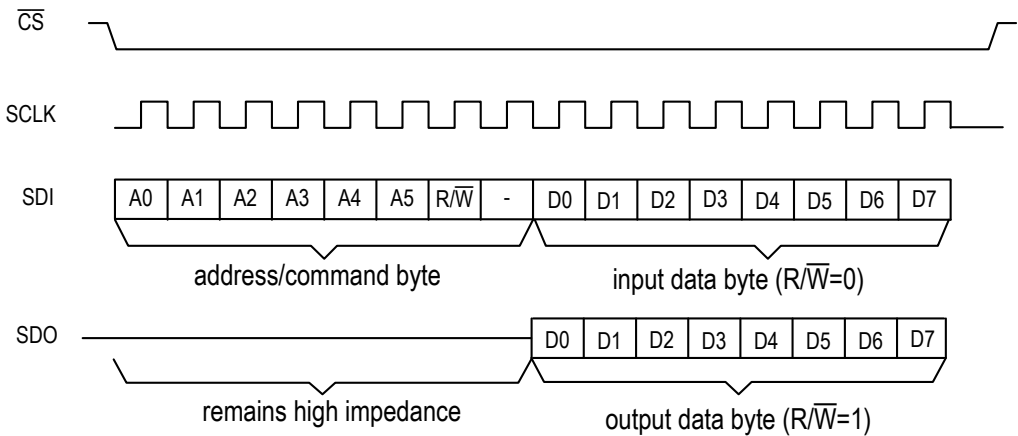 C̅S̅
SCLK
SDI A0 A1 A2 A3 A4 A5 R/W̅ - D0 D1 D2 D3 D4 D5 D6 D7
address/command byte input data byte (R/W̅=0)
SDO D0 D1 D2 D3 D4 D5 D6 D7
remains high impedance output data byte (R/W̅=1)